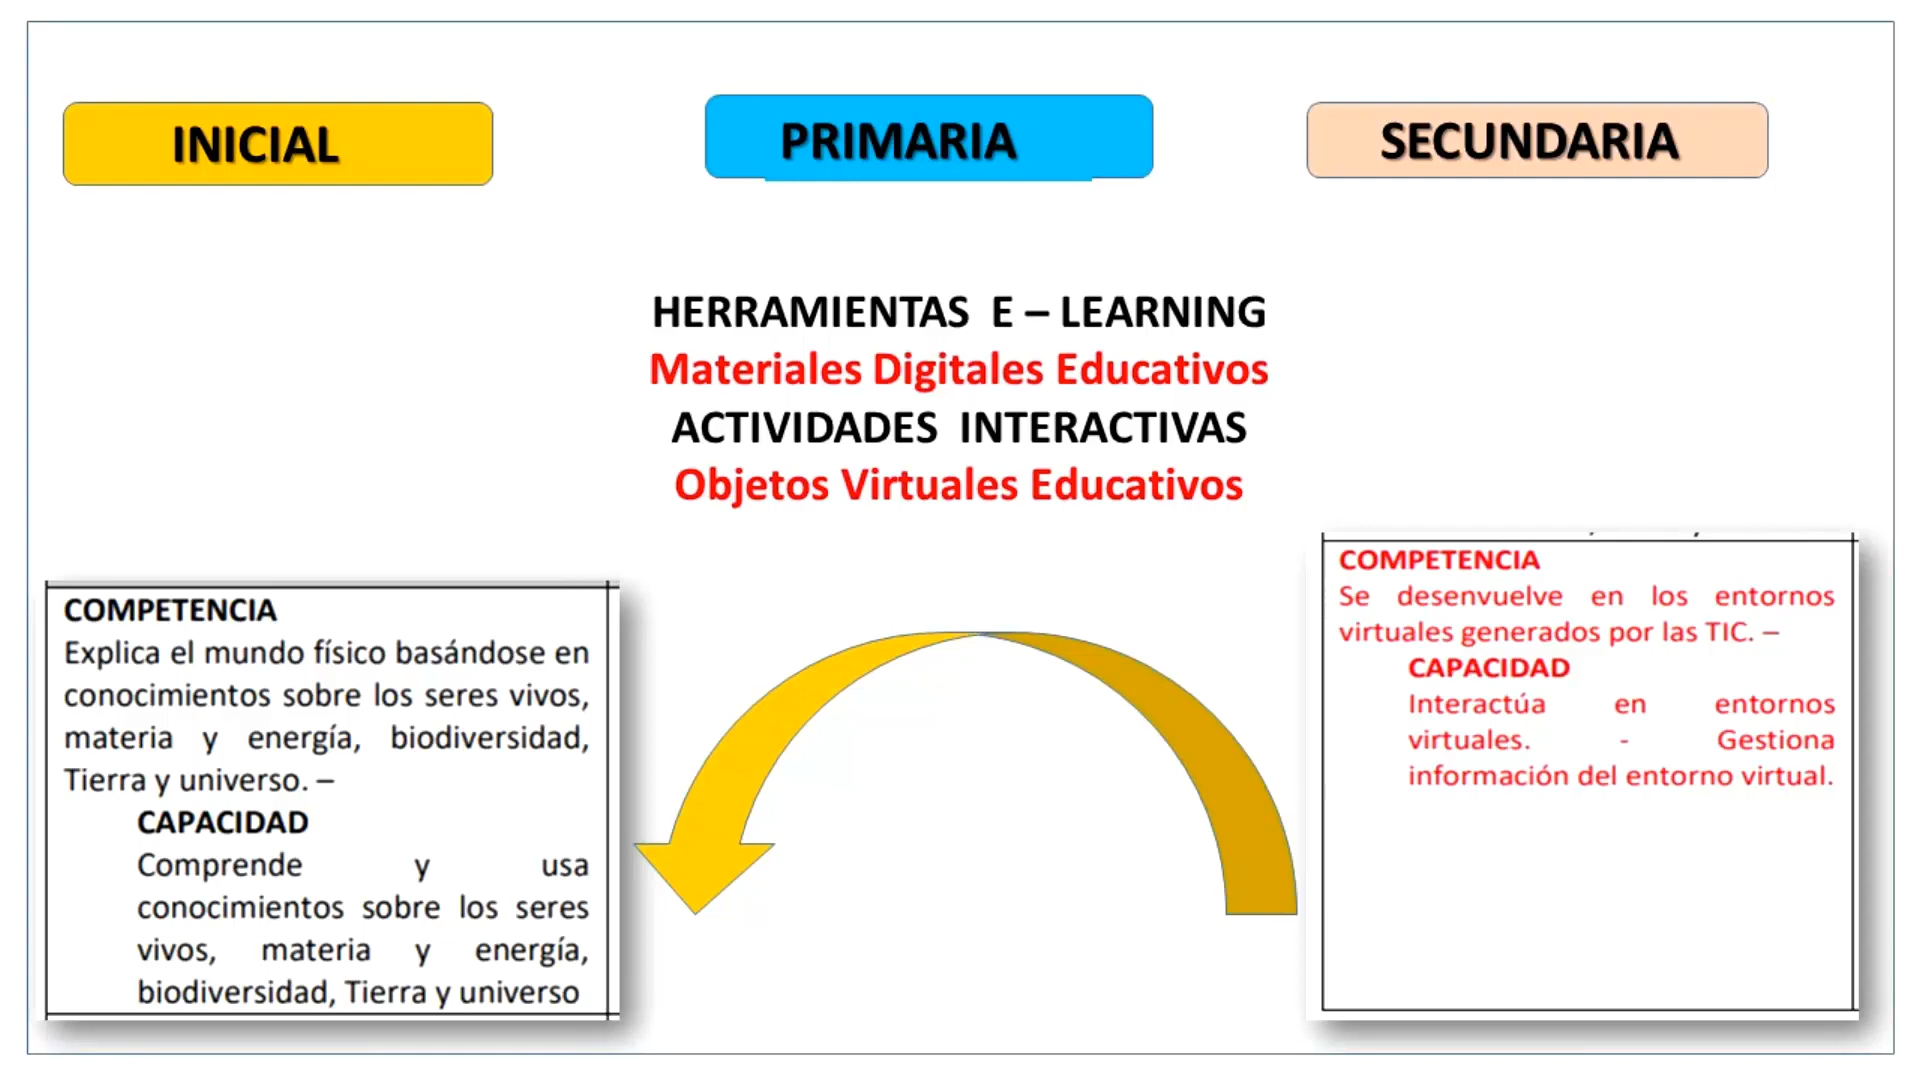 INICIAL
PRIMARIA
SECUNDARIA
HERRAMIENTAS E – LEARNING
Materiales Digitales Educativos
ACTIVIDADES INTERACTIVAS
Objetos Virtuales Educativos
COMPETENCIA
Explica el mundo físico basándose en
conocimientos sobre los seres vivos,
materia y energía, biodiversidad,
Tierra y universo. –
CAPACIDAD
Comprende y usa
conocimientos sobre los seres
vivos, materia y energía,
biodiversidad, Tierra y universo
COMPETENCIA
Se desenvuelve en los entornos
virtuales generados por las TIC. –
CAPACIDAD
Interactúa en entornos
virtuales. - Gestiona
información del entorno virtual.